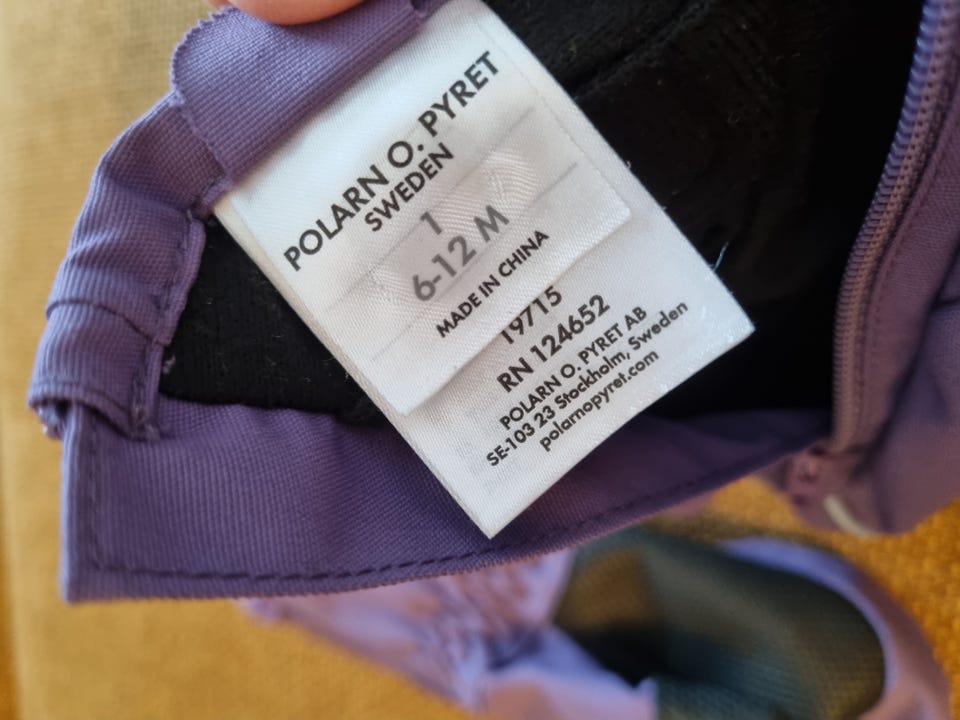 POLARN O. PYRET
SWEDEN
1
6-12 M
MADE IN CHINA
19715
RN 124652
POLARN O. PYRET AB
SE-103 23 Stockholm, Sweden
polarnopyret.com